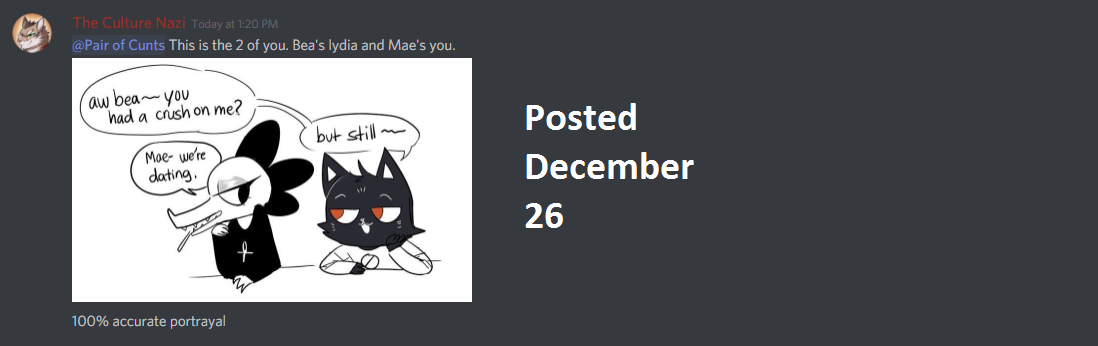 The Culture Nazi Today at 1:20 PM
@Pair of Cunts This is the 2 of you. Bea's lydia and Mae's you.
aw bea~ you
had a crush on me?
but still ~~
Mae- we're
dating.
Posted
December
26
100% accurate portrayal